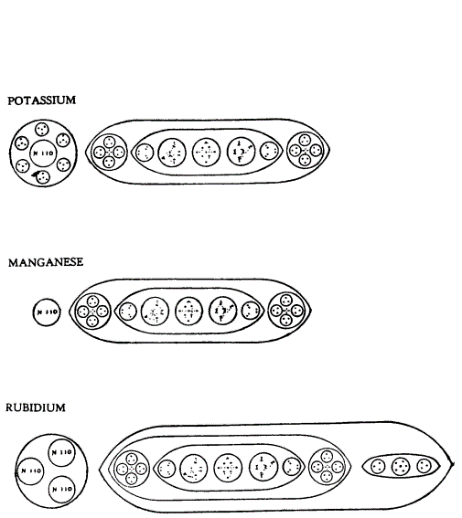 POTASSIUM
N 110
MANGANESE
N 110
RUBIDIUM
N 110
N 110
N 110